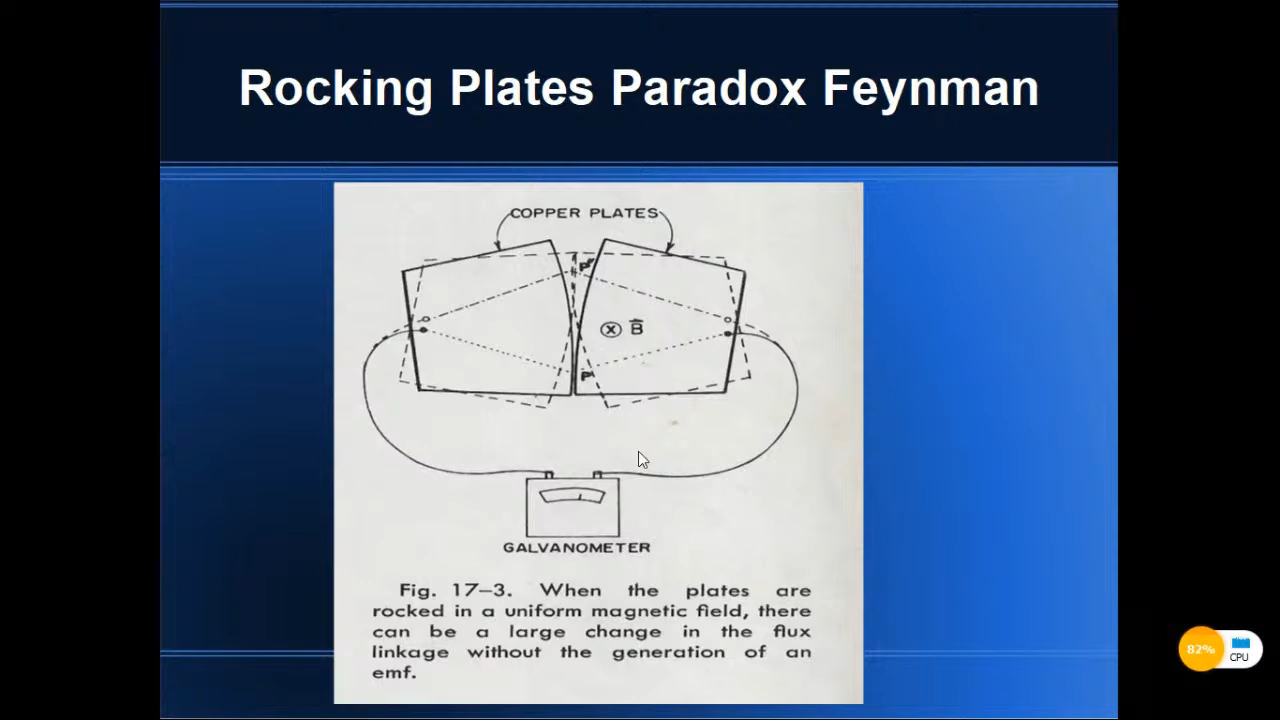 Rocking Plates Paradox Feynman
COPPER PLATES
P'
B
P
GALVANOMETER
Fig. 17–3. When the plates are
rocked in a uniform magnetic field, there
can be a large change in the flux
linkage without the generation of an
emf.
82%
CPU